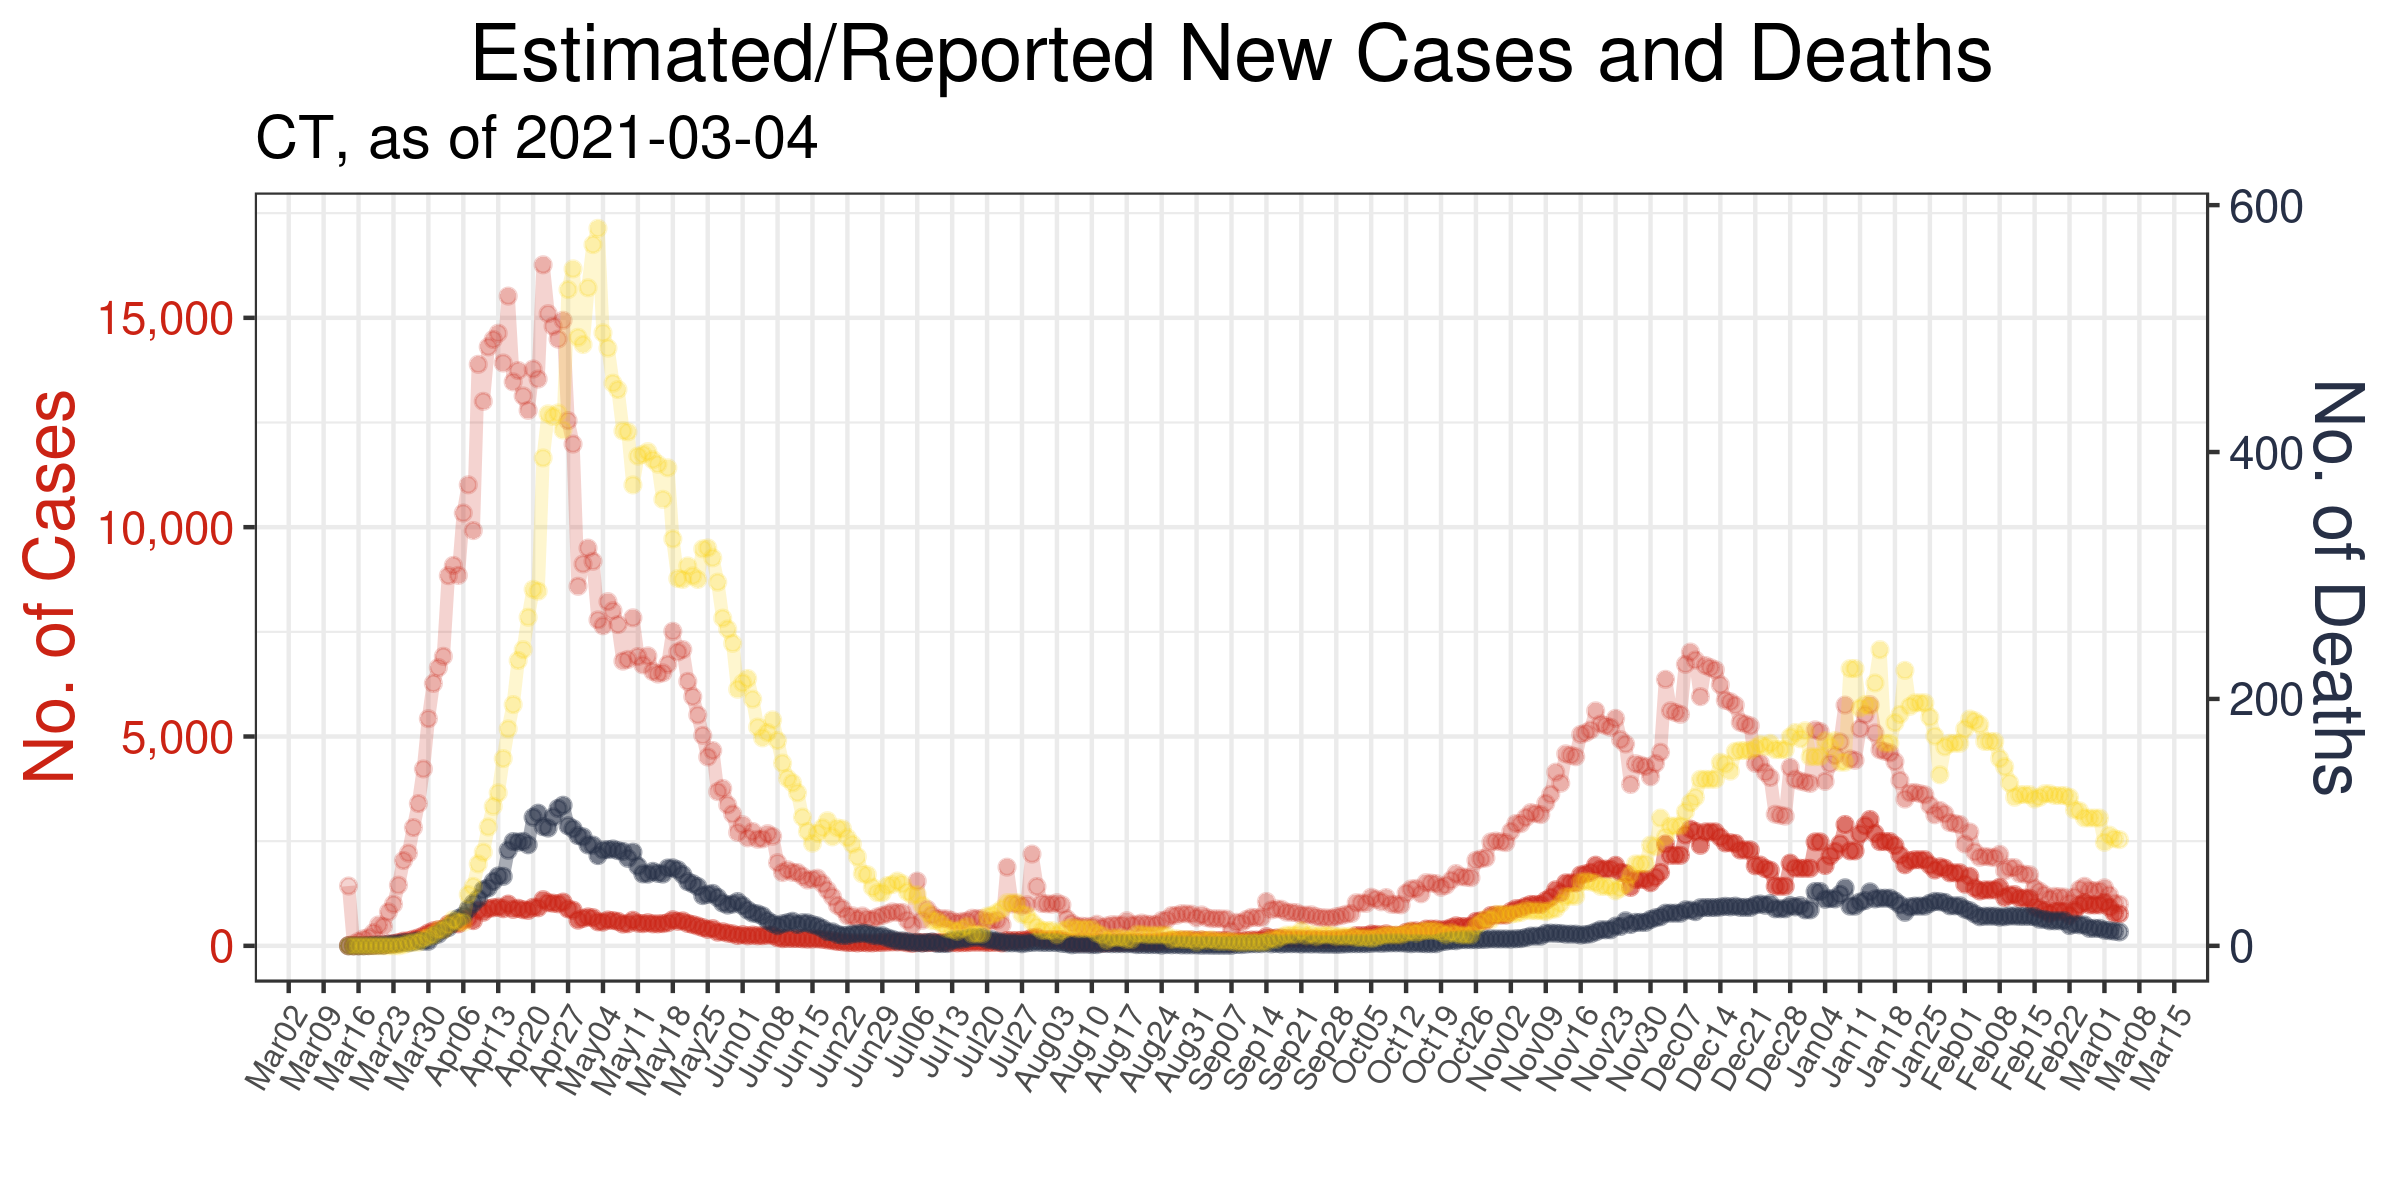 Estimated/Reported New Cases and Deaths
CT, as of 2021-03-04
No. of Cases
15,000
10,000
5,000
0
600
400
200
0
No. of Deaths
Mar02
Mar09
Mar16
Mar23
Mar30
Apr06
Apr13
Apr20
Apr27
May04
May11
May18
May25
Jun01
Jun08
Jun15
Jun22
Jun29
Jul06
Jul13
Jul20
Jul27
Aug03
Aug10
Aug17
Aug24
Aug31
Sep07
Sep14
Sep21
Sep28
Oct05
Oct12
Oct19
Oct26
Nov02
Nov09
Nov16
Nov23
Nov30
Dec07
Dec14
Dec21
Dec28
Jan04
Jan11
Jan18
Jan25
Feb01
Feb08
Feb15
Feb22
Mar01
Mar08
Mar15